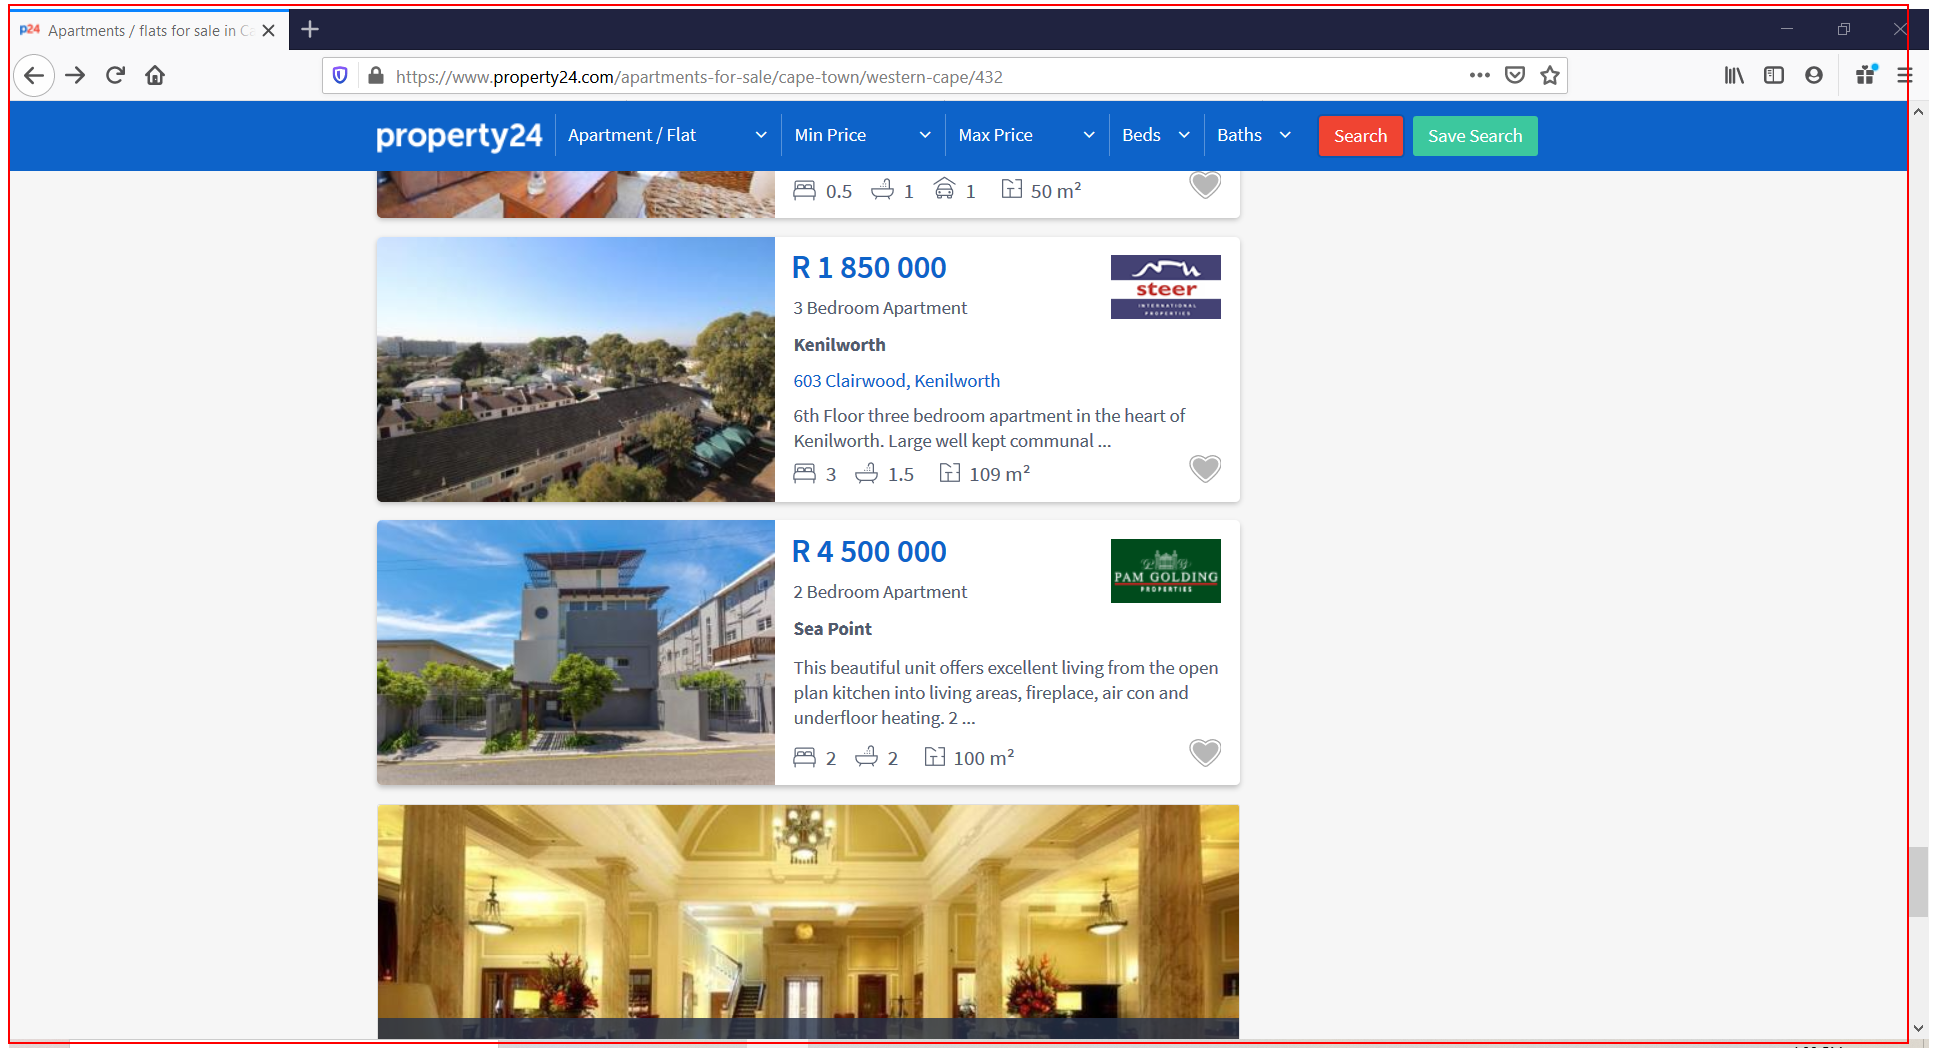 p24 Apartments / flats for sale in Ca
https://www.property24.com/apartments-for-sale/cape-town/western-cape/432
property24 Apartment / Flat Min Price Max Price Beds Baths Search Save Search
0.5 1 1 50 m²
R 1 850 000
steer
INTERNATIONAL
PROPERTIES
3 Bedroom Apartment
Kenilworth
603 Clairwood, Kenilworth
6th Floor three bedroom apartment in the heart of
Kenilworth. Large well kept communal ...
3 1.5 109 m²
R 4 500 000
PAM GOLDING
PROPERTIES
2 Bedroom Apartment
Sea Point
This beautiful unit offers excellent living from the open
plan kitchen into living areas, fireplace, air con and
underfloor heating. 2 ...
2 2 100 m²